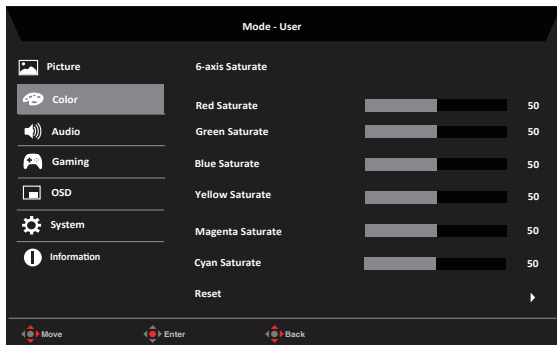 Mode - User
Picture
6-axis Saturate
Color
Red Saturate 50
Audio
Green Saturate 50
Gaming
Blue Saturate 50
OSD
Yellow Saturate 50
System
Magenta Saturate 50
Information
Cyan Saturate 50
Reset
Move Enter Back